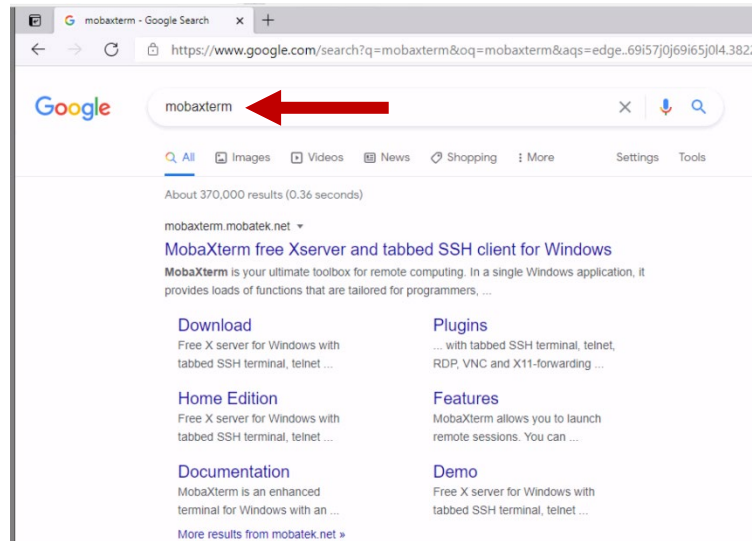 mobaxterm - Google Search
https://www.google.com/search?q=mobaxterm&oq=mobaxterm&aqs=edge..69i57j0j69i65j0l4.3822
Google
mobaxterm
All Images Videos News Shopping More Settings Tools
About 370,000 results (0.36 seconds)
mobaxterm.mobatek.net
MobaXterm free Xserver and tabbed SSH client for Windows
MobaXterm is your ultimate toolbox for remote computing. In a single Windows application, it
provides loads of functions that are tailored for programmers, ...
Download
Free X server for Windows with
tabbed SSH terminal, telnet ...
Plugins
... with tabbed SSH terminal, telnet,
RDP, VNC and X11-forwarding ...
Home Edition
Free X server for Windows with
tabbed SSH terminal, telnet ...
Features
MobaXterm allows you to launch
remote sessions. You can ...
Documentation
MobaXterm is an enhanced
terminal for Windows with an ...
Demo
Free X server for Windows with
tabbed SSH terminal, telnet ...
More results from mobatek.net »